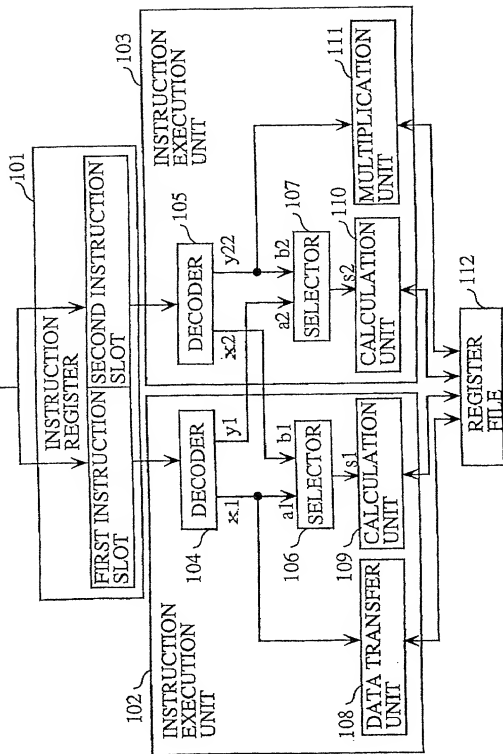 101
INSTRUCTION
REGISTER
FIRST INSTRUCTION
SLOT
SECOND INSTRUCTION
SLOT
102
INSTRUCTION
EXECUTION
UNIT
103
INSTRUCTION
EXECUTION
UNIT
104
DECODER
x1
y1
105
DECODER
x2
y22
a1
b1
106
SELECTOR
s1
a2
b2
107
SELECTOR
s2
108
DATA TRANSFER
UNIT
109
CALCULATION
UNIT
110
CALCULATION
UNIT
111
MULTIPLICATION
UNIT
112
REGISTER
FILE